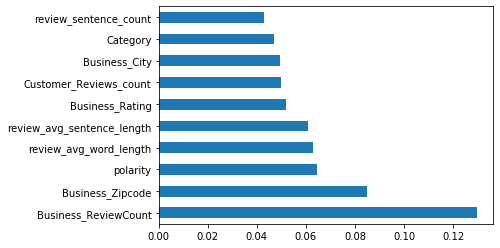 review_sentence_count
Category
Business_City
Customer_Reviews_count
Business_Rating
review_avg_sentence_length
review_avg_word_length
polarity
Business_Zipcode
Business_ReviewCount
0.00 0.02 0.04 0.06 0.08 0.10 0.12